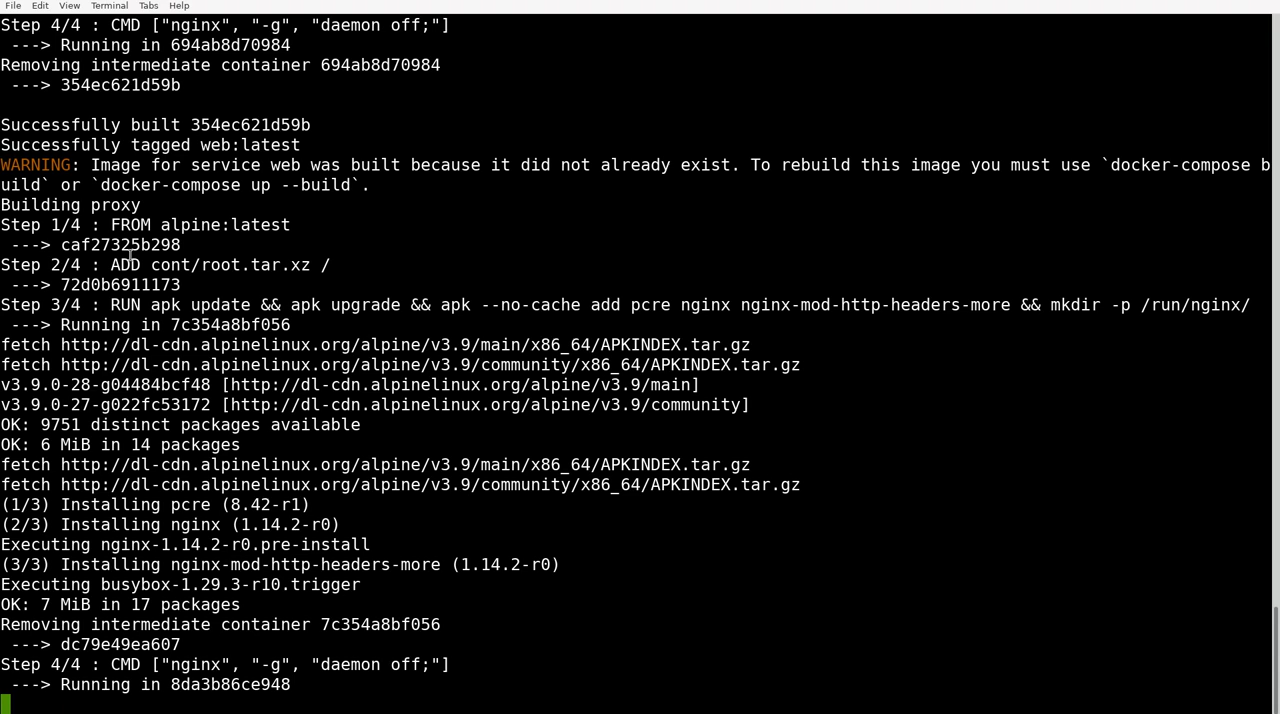 File Edit View Terminal Tabs Help
Step 4/4 : CMD ["nginx", "-g", "daemon off;"]
 ---> Running in 694ab8d70984
Removing intermediate container 694ab8d70984
 ---> 354ec621d59b
Successfully built 354ec621d59b
Successfully tagged web:latest
WARNING: Image for service web was built because it did not already exist. To rebuild this image you must use `docker-compose b
uild` or `docker-compose up --build`.
Building proxy
Step 1/4 : FROM alpine:latest
 ---> caf27325b298
Step 2/4 : ADD cont/root.tar.xz /
 ---> 72d0b6911173
Step 3/4 : RUN apk update && apk upgrade && apk --no-cache add pcre nginx nginx-mod-http-headers-more && mkdir -p /run/nginx/
 ---> Running in 7c354a8bf056
fetch http://dl-cdn.alpinelinux.org/alpine/v3.9/main/x86_64/APKINDEX.tar.gz
fetch http://dl-cdn.alpinelinux.org/alpine/v3.9/community/x86_64/APKINDEX.tar.gz
v3.9.0-28-g04484bcf48 [http://dl-cdn.alpinelinux.org/alpine/v3.9/main]
v3.9.0-27-g022fc53172 [http://dl-cdn.alpinelinux.org/alpine/v3.9/community]
OK: 9751 distinct packages available
OK: 6 MiB in 14 packages
fetch http://dl-cdn.alpinelinux.org/alpine/v3.9/main/x86_64/APKINDEX.tar.gz
fetch http://dl-cdn.alpinelinux.org/alpine/v3.9/community/x86_64/APKINDEX.tar.gz
(1/3) Installing pcre (8.42-r1)
(2/3) Installing nginx (1.14.2-r0)
Executing nginx-1.14.2-r0.pre-install
(3/3) Installing nginx-mod-http-headers-more (1.14.2-r0)
Executing busybox-1.29.3-r10.trigger
OK: 7 MiB in 17 packages
Removing intermediate container 7c354a8bf056
 ---> dc79e49ea607
Step 4/4 : CMD ["nginx", "-g", "daemon off;"]
 ---> Running in 8da3b86ce948